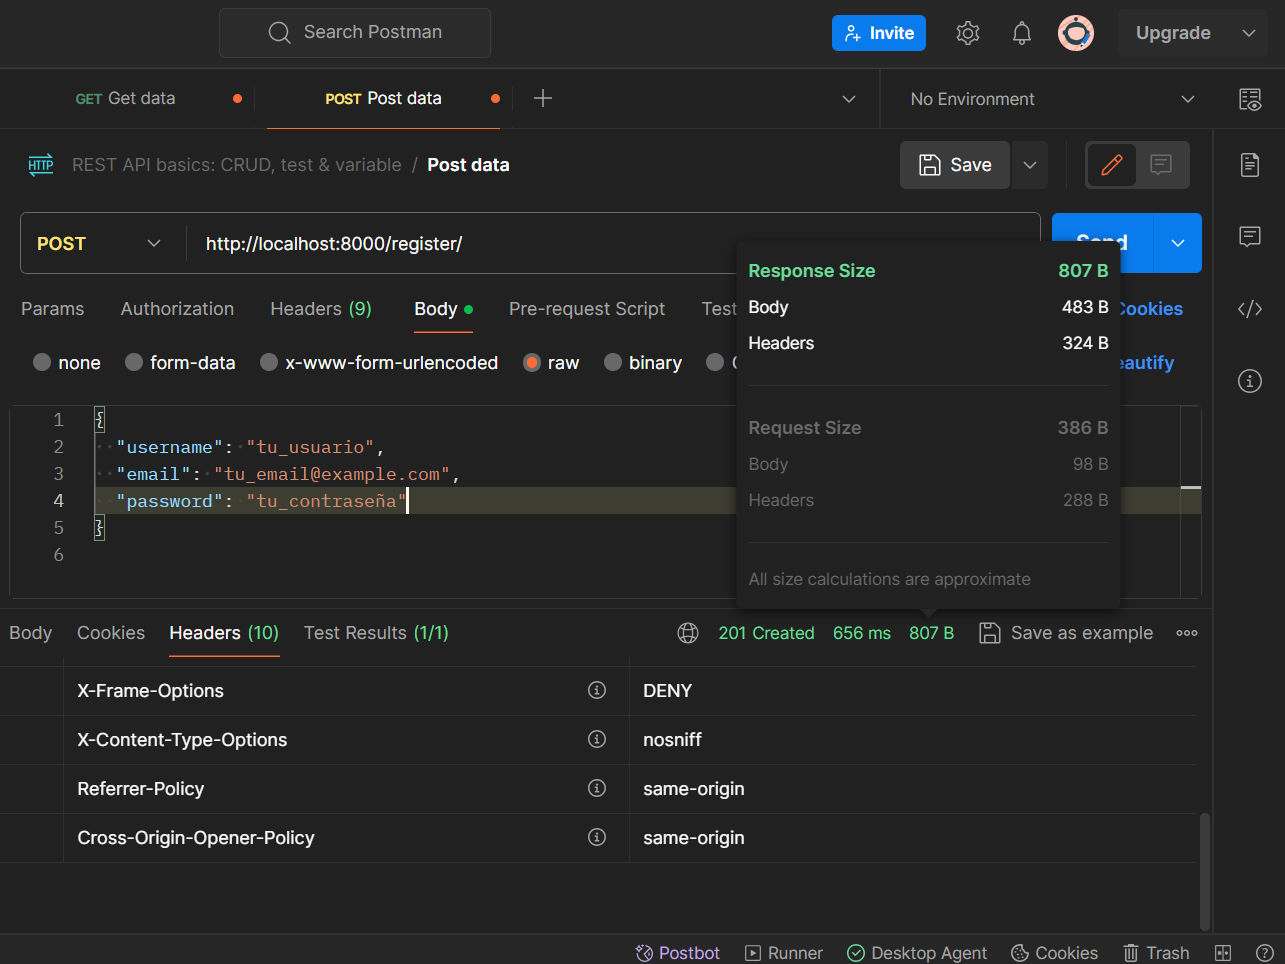 Search Postman
Invite
Upgrade
GET Get data
POST Post data
No Environment
HTTP
REST API basics: CRUD, test & variable / Post data
Save
POST
http://localhost:8000/register/
Params
Authorization
Headers (9)
Body
Pre-request Script
Test
Cookies
none
form-data
x-www-form-urlencoded
raw
binary
eautify
1 {
2 "username": "tu_usuario",
3 "email": "tu_email@example.com",
4 "password": "tu_contraseña"
5 }
6
Response Size 807 B
Body 483 B
Headers 324 B
Request Size 386 B
Body 98 B
Headers 288 B
All size calculations are approximate
Body
Cookies
Headers (10)
Test Results (1/1)
201 Created
656 ms
807 B
Save as example
X-Frame-Options DENY
X-Content-Type-Options nosniff
Referrer-Policy same-origin
Cross-Origin-Opener-Policy same-origin
Postbot
Runner
Desktop Agent
Cookies
Trash